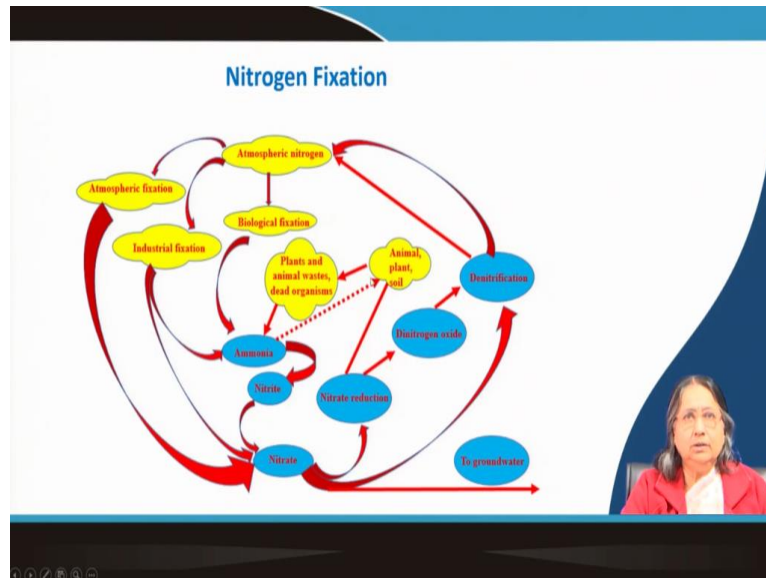 Nitrogen Fixation
Atmospheric nitrogen
Atmospheric fixation
Biological fixation
Industrial fixation
Plants and
animal wastes,
dead organisms
Animal,
plant,
soil
Denitrification
Dinitrogen oxide
Ammonia
Nitrite
Nitrate reduction
Nitrate
To groundwater